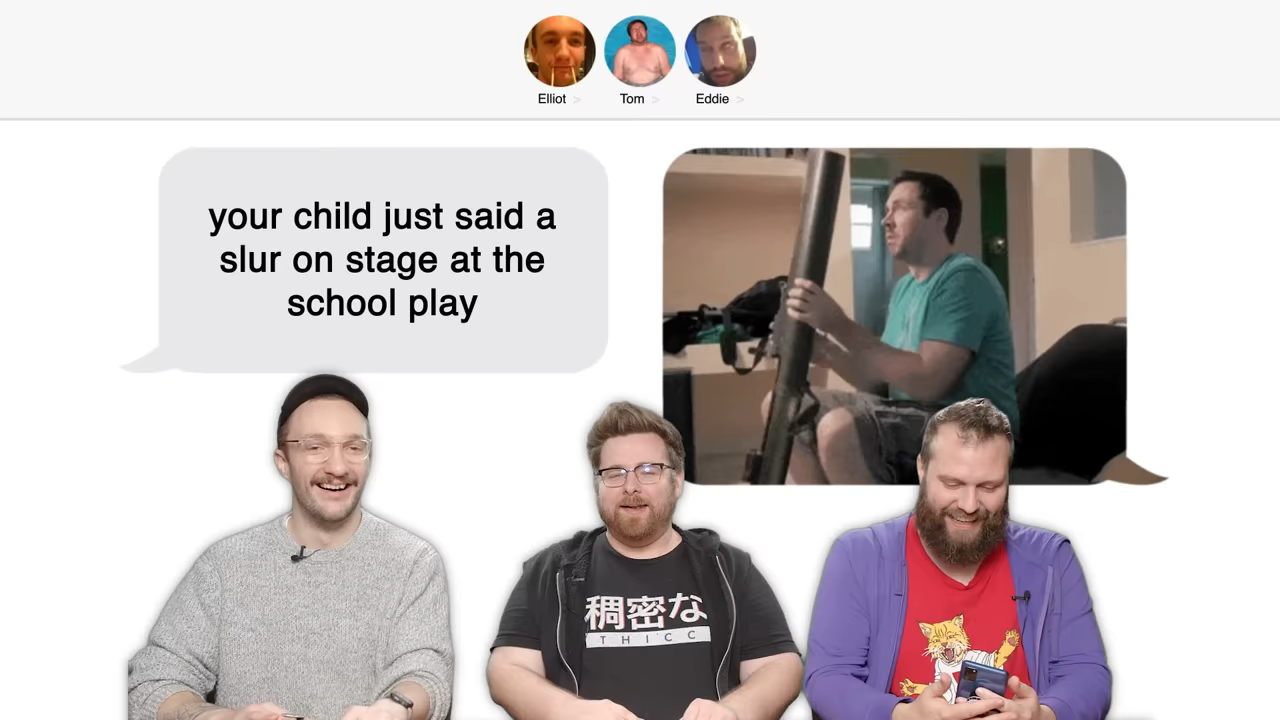 Elliot >
Tom >
Eddie >
your child just said a
slur on stage at the
school play
稠密な
THICC